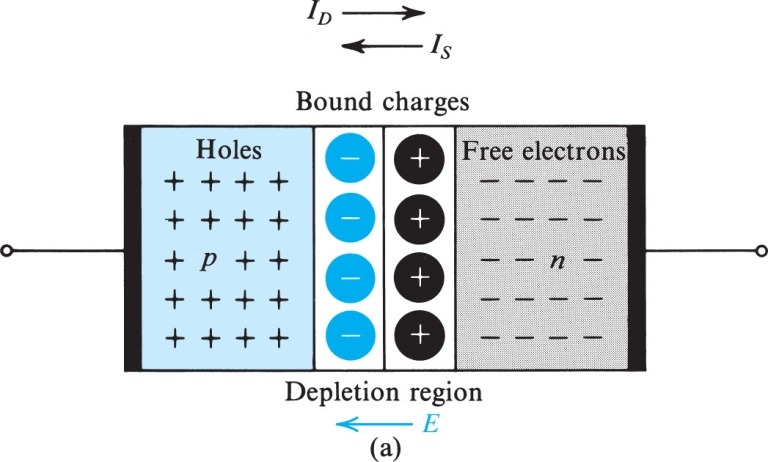 I_D
I_S
Bound charges
Holes
Free electrons
p
n
Depletion region
E
(a)